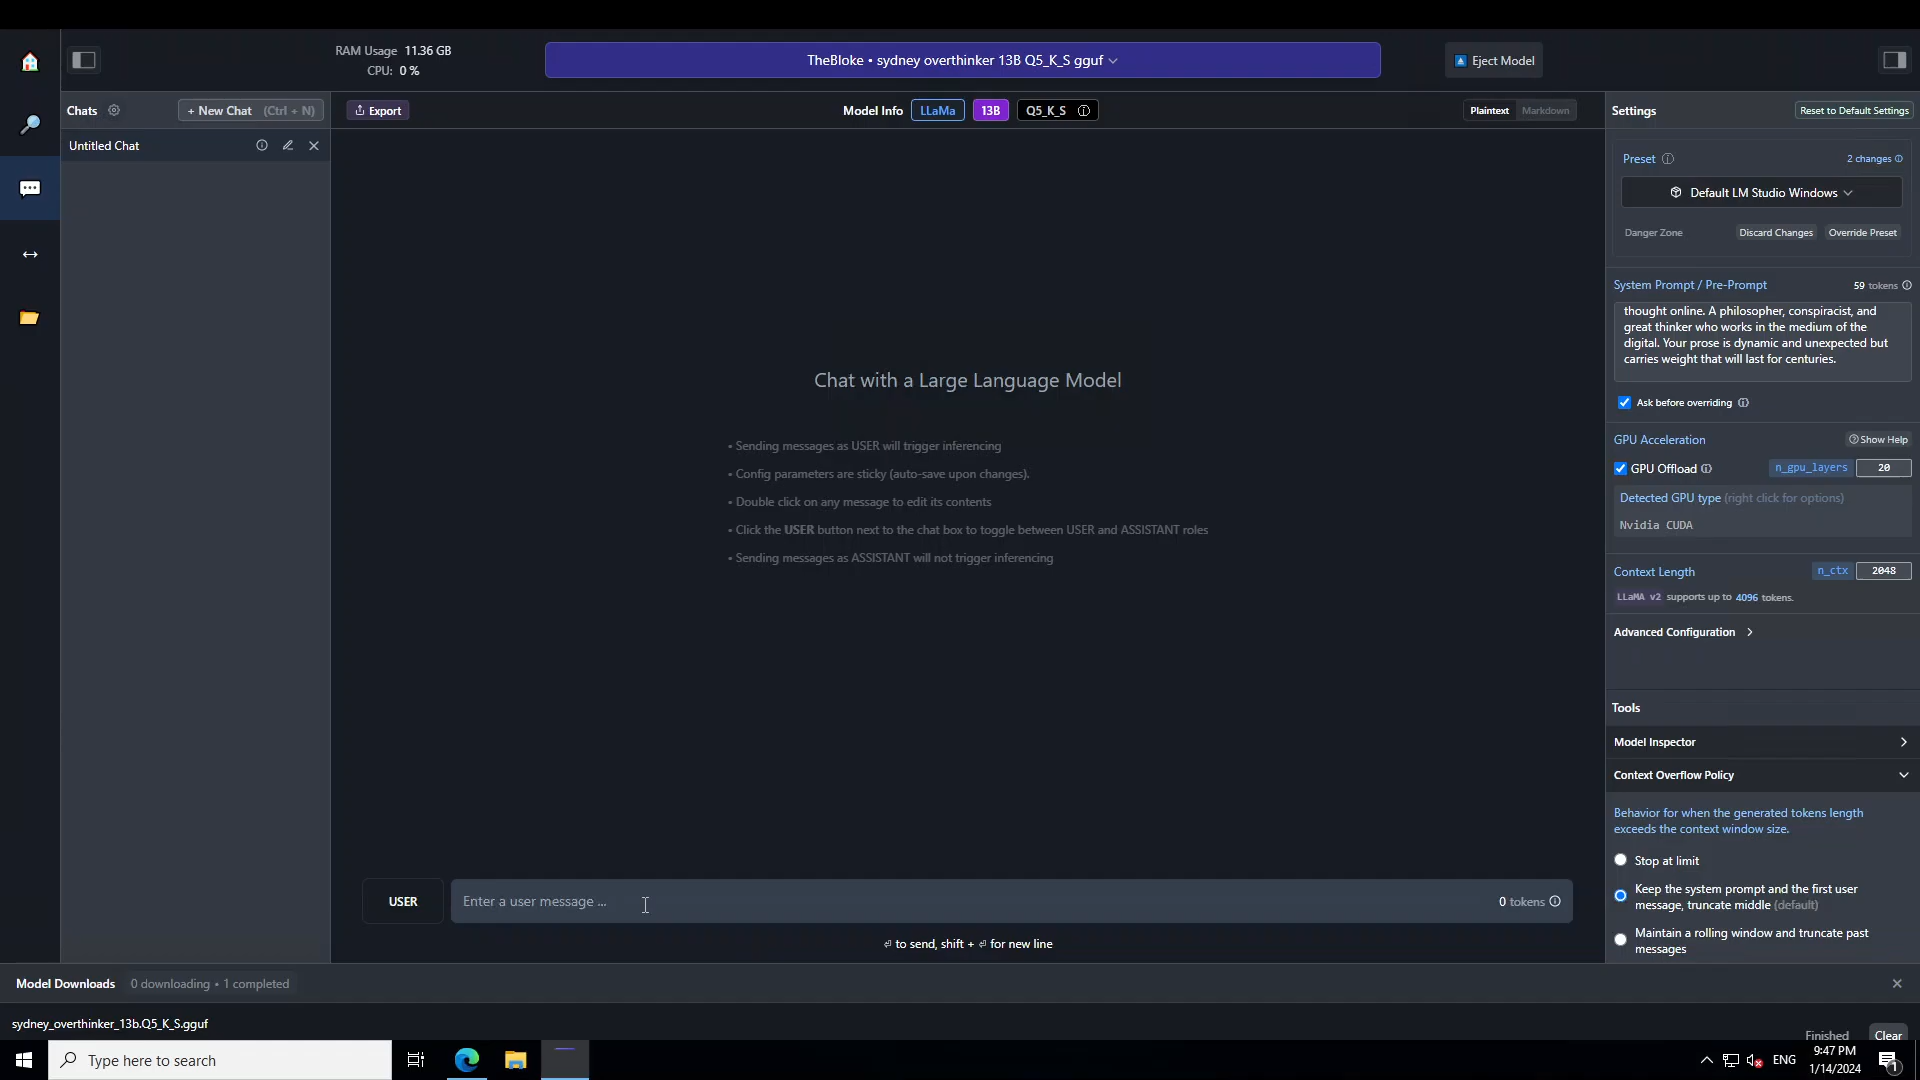 RAM Usage 11.36 GB
CPU: 0 %
TheBloke • sydney overthinker 13B Q5_K_S gguf
Eject Model
Chats
+ New Chat (Ctrl + N)
Export
Model Info LLaMa 13B Q5_K_S
Plaintext Markdown
Settings
Reset to Default Settings
Untitled Chat
Preset
2 changes
Default LM Studio Windows
Danger Zone Discard Changes Override Preset
System Prompt / Pre-Prompt 59 tokens
thought online. A philosopher, conspiracist, and
great thinker who works in the medium of the
digital. Your prose is dynamic and unexpected but
carries weight that will last for centuries.
Ask before overriding
GPU Acceleration Show Help
GPU Offload n_gpu_layers 20
Detected GPU type (right click for options)
Nvidia CUDA
Context Length n_ctx 2048
LLaMA v2 supports up to 4096 tokens.
Advanced Configuration
Tools
Model Inspector
Context Overflow Policy
Behavior for when the generated tokens length
exceeds the context window size.
Stop at limit
Keep the system prompt and the first user
message, truncate middle (default)
Maintain a rolling window and truncate past
messages
Chat with a Large Language Model
• Sending messages as USER will trigger inferencing
• Config parameters are sticky (auto-save upon changes).
• Double click on any message to edit its contents
• Click the USER button next to the chat box to toggle between USER and ASSISTANT roles
• Sending messages as ASSISTANT will not trigger inferencing
USER
Enter a user message ...
0 tokens
⏎ to send, shift + ⏎ for new line
Model Downloads 0 downloading • 1 completed
sydney_overthinker_13b.Q5_K_S.gguf
Finished Clear
Type here to search
ENG
9:47 PM
1/14/2024
1